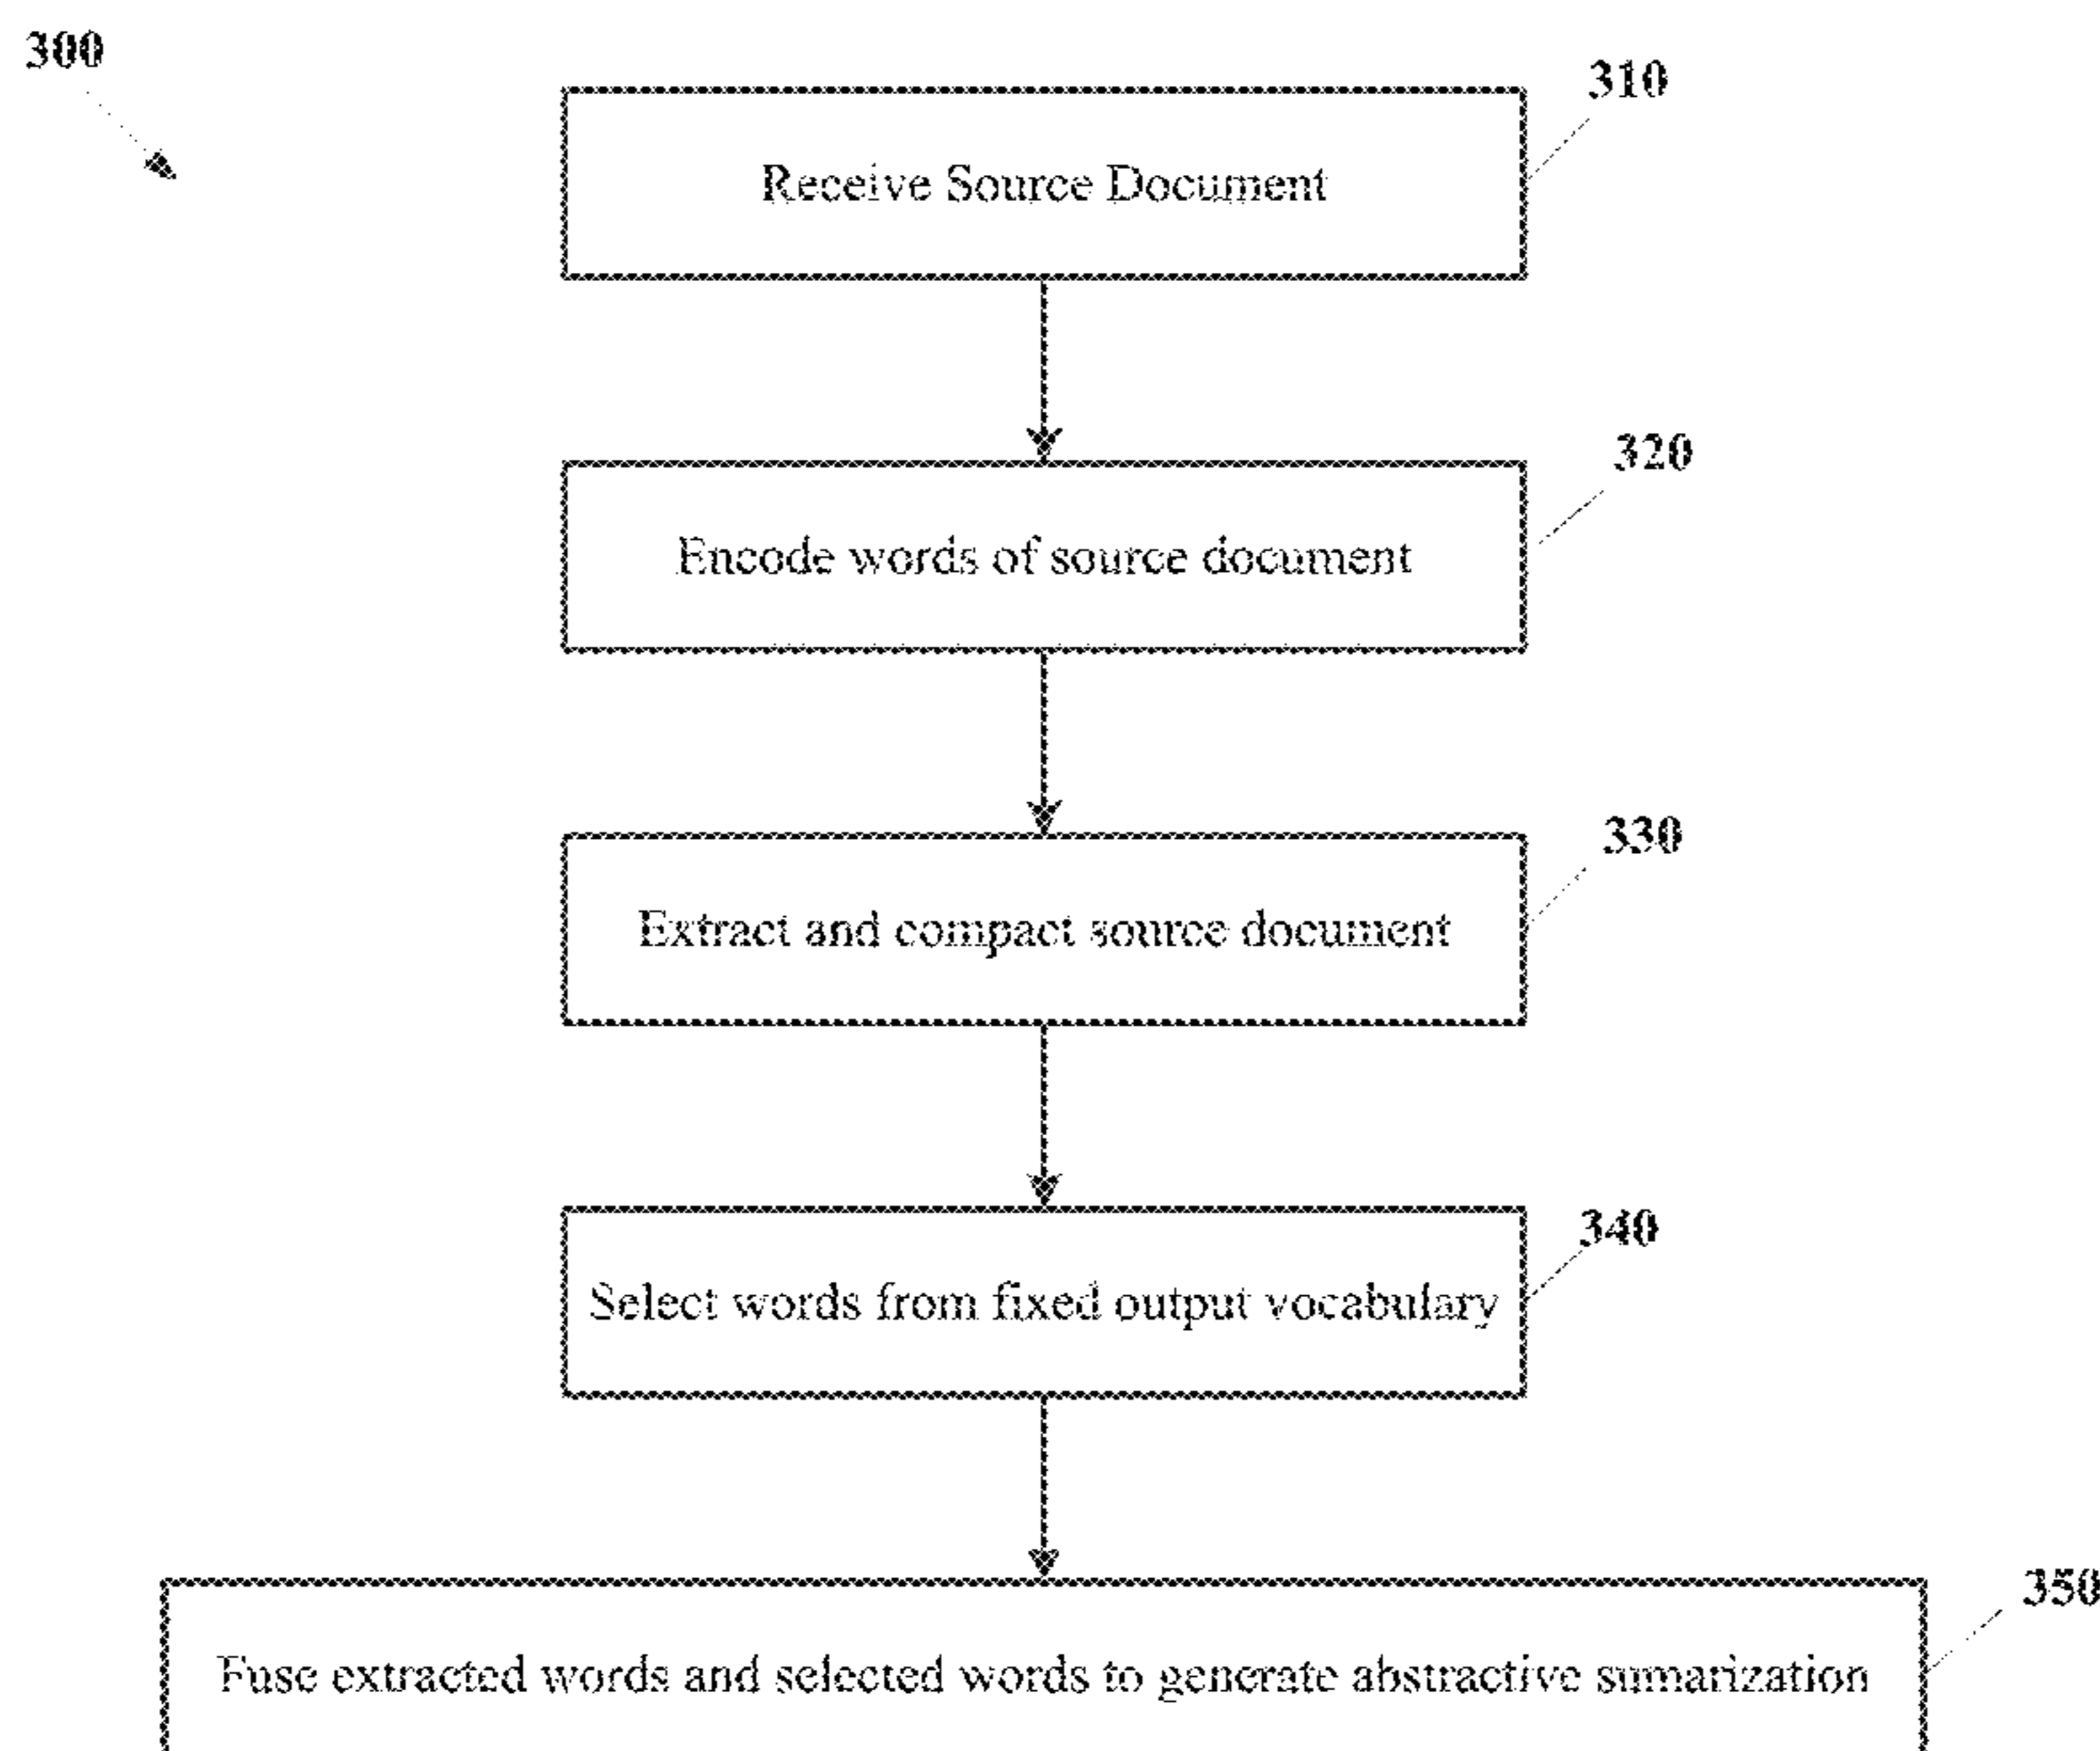 300
310
Receive Source Document
320
Encode words of source document
330
Extract and compact source document
340
Select words from fixed output vocabulary
350
Fuse extracted words and selected words to generate abstractive sumarization